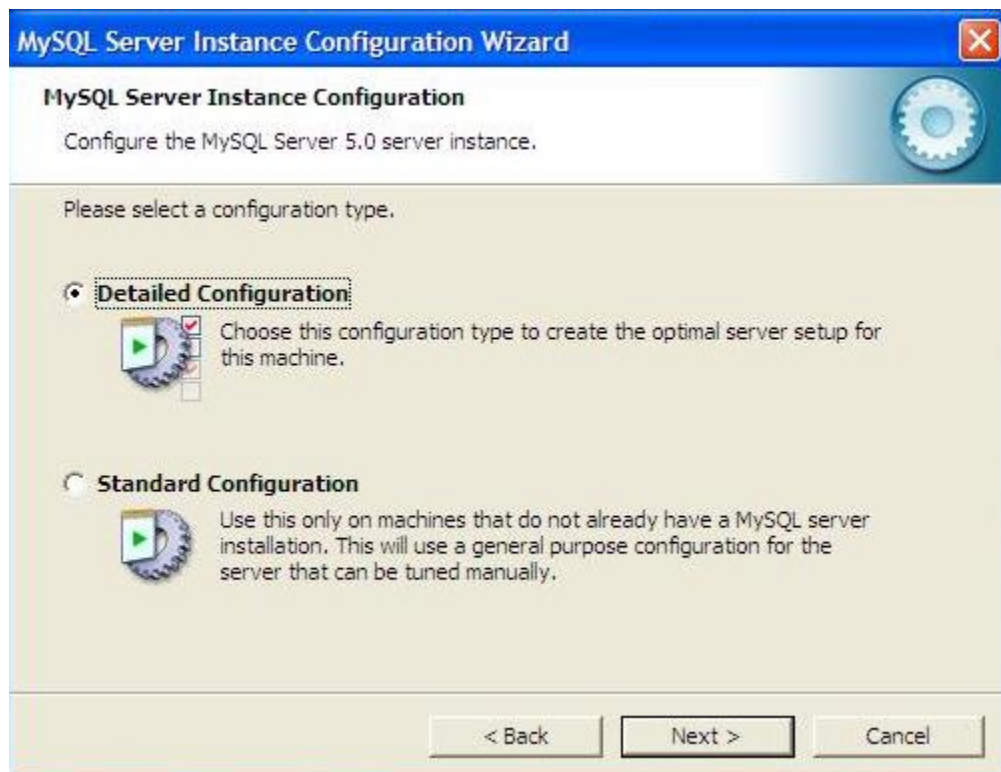 MySQL Server Instance Configuration Wizard
MySQL Server Instance Configuration
Configure the MySQL Server 5.0 server instance.
Please select a configuration type.
Detailed Configuration
Choose this configuration type to create the optimal server setup for
this machine.
Standard Configuration
Use this only on machines that do not already have a MySQL server
installation. This will use a general purpose configuration for the
server that can be tuned manually.
< Back
Next >
Cancel